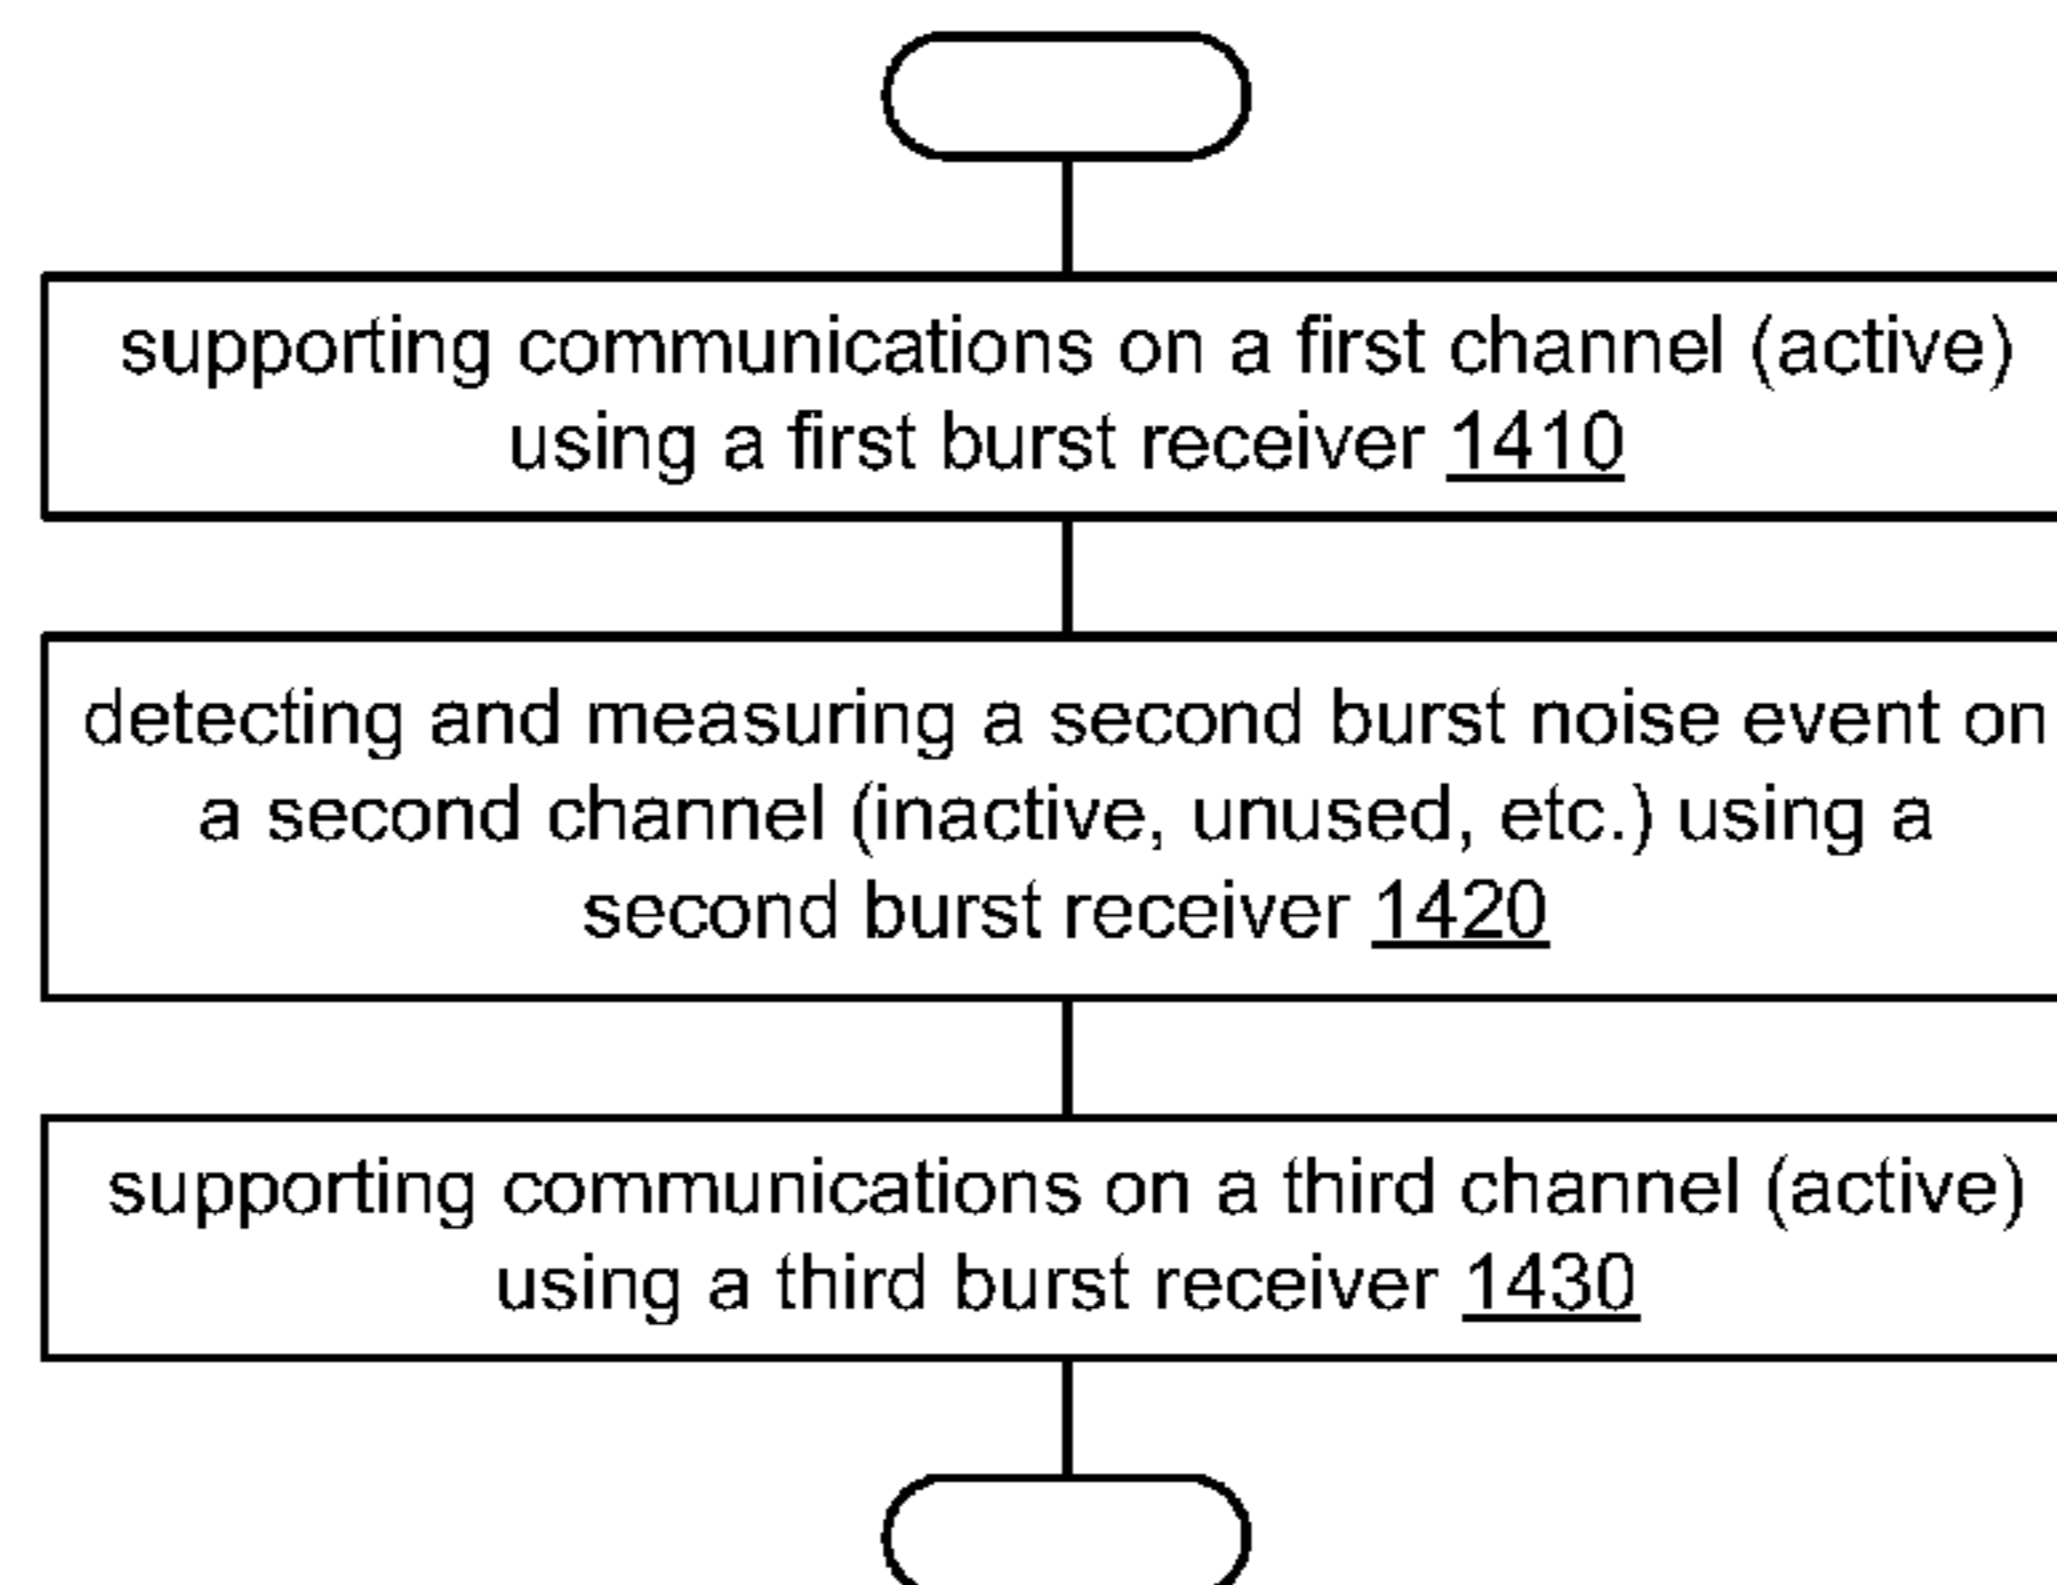 supporting communications on a first channel (active)
using a first burst receiver 1410
detecting and measuring a second burst noise event on
a second channel (inactive, unused, etc.) using a
second burst receiver 1420
supporting communications on a third channel (active)
using a third burst receiver 1430